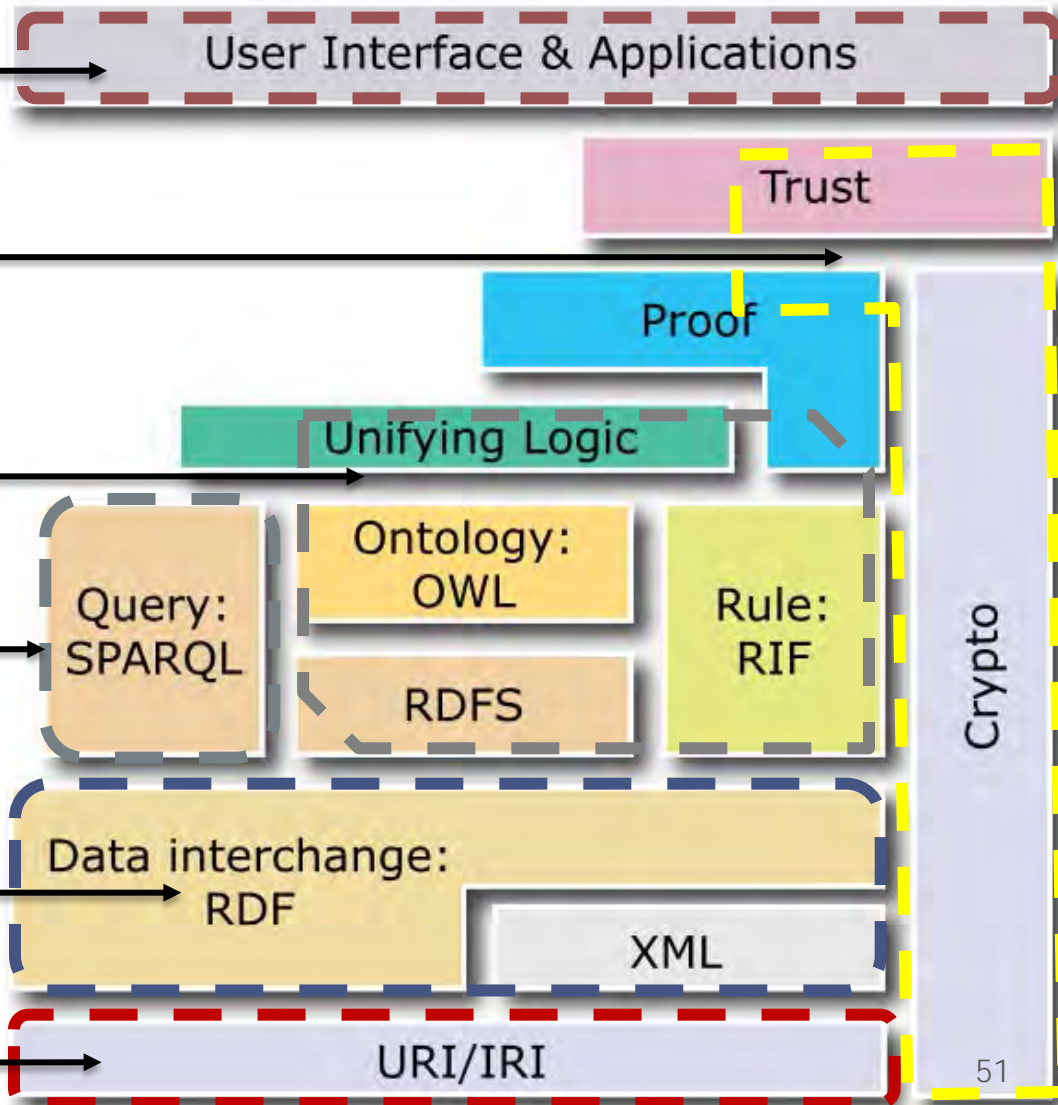 User Interface & Applications
Trust
Proof
Unifying Logic
Query:
SPARQL
Ontology:
OWL
RDFS
Rule:
RIF
Crypto
Data interchange:
RDF
XML
URI/IRI
51